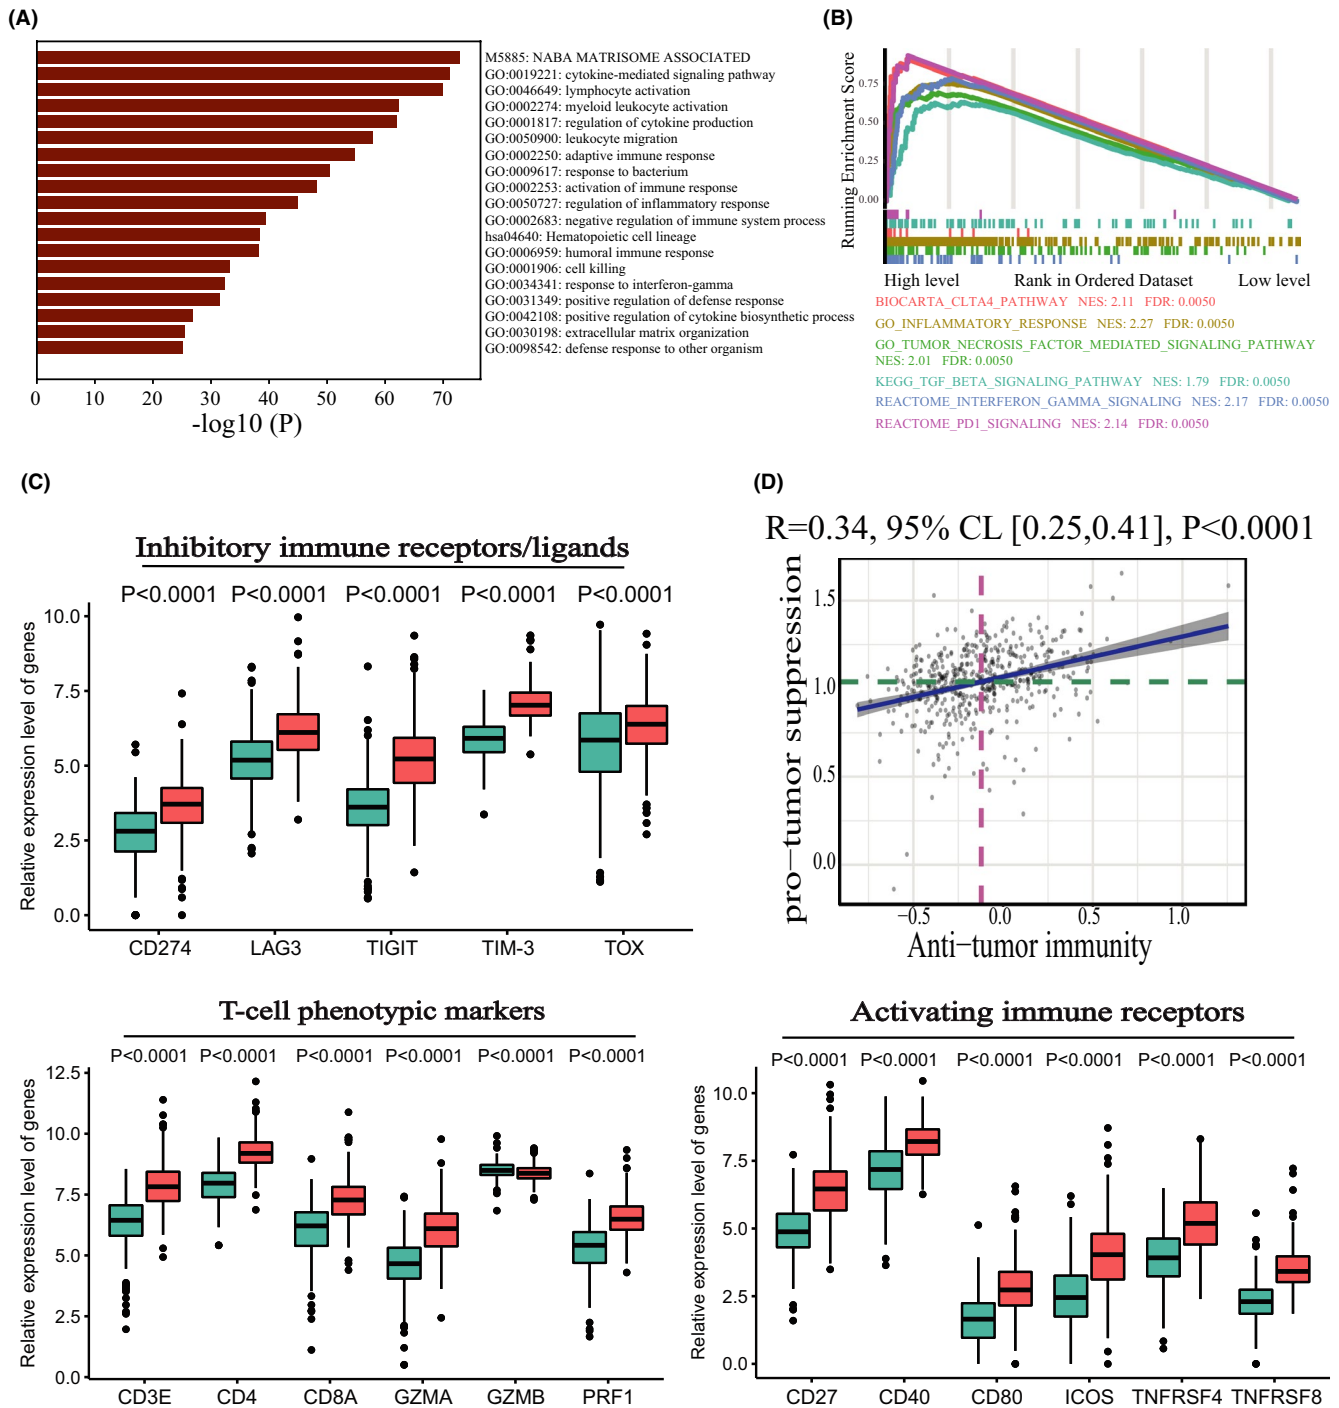 (A)
M5885: NABA MATRISOME ASSOCIATED
GO:0019221: cytokine-mediated signaling pathway
GO:0046649: lymphocyte activation
GO:0002274: myeloid leukocyte activation
GO:0001817: regulation of cytokine production
GO:0050900: leukocyte migration
GO:0002250: adaptive immune response
GO:0009617: response to bacterium
GO:0002253: activation of immune response
GO:0050727: regulation of inflammatory response
GO:0002683: negative regulation of immune system process
hsa04640: Hematopoietic cell lineage
GO:0006959: humoral immune response
GO:0001906: cell killing
GO:0034341: response to interferon-gamma
GO:0031349: positive regulation of defense response
GO:0042108: positive regulation of cytokine biosynthetic process
GO:0030198: extracellular matrix organization
GO:0098542: defense response to other organism
0 10 20 30 40 50 60 70
-log10 (P)
(B)
Running Enrichment Score
0.75
0.50
0.25
0.00
High level Rank in Ordered Dataset Low level
BIOCARTA_CLTA4_PATHWAY NES: 2.11 FDR: 0.0050
GO_INFLAMMATORY_RESPONSE NES: 2.27 FDR: 0.0050
GO_TUMOR_NECROSIS_FACTOR_MEDIATED_SIGNALING_PATHWAY
NES: 2.01 FDR: 0.0050
KEGG_TGF_BETA_SIGNALING_PATHWAY NES: 1.79 FDR: 0.0050
REACTOME_INTERFERON_GAMMA_SIGNALING NES: 2.17 FDR: 0.0050
REACTOME_PD1_SIGNALING NES: 2.14 FDR: 0.0050
(C)
Inhibitory immune receptors/ligands
P<0.0001 P<0.0001 P<0.0001 P<0.0001 P<0.0001
Relative expression level of genes
10.0
7.5
5.0
2.5
0.0
CD274 LAG3 TIGIT TIM-3 TOX
(D)
R=0.34, 95% CL [0.25,0.41], P<0.0001
pro−tumor suppression
1.5
1.0
0.5
0.0
−0.5 0.0 0.5 1.0
Anti−tumor immunity
T-cell phenotypic markers
P<0.0001 P<0.0001 P<0.0001 P<0.0001 P<0.0001 P<0.0001
Relative expression level of genes
12.5
10.0
7.5
5.0
2.5
0.0
CD3E CD4 CD8A GZMA GZMB PRF1
Activating immune receptors
P<0.0001 P<0.0001 P<0.0001 P<0.0001 P<0.0001 P<0.0001
Relative expression level of genes
10.0
7.5
5.0
2.5
0.0
CD27 CD40 CD80 ICOS TNFRSF4 TNFRSF8